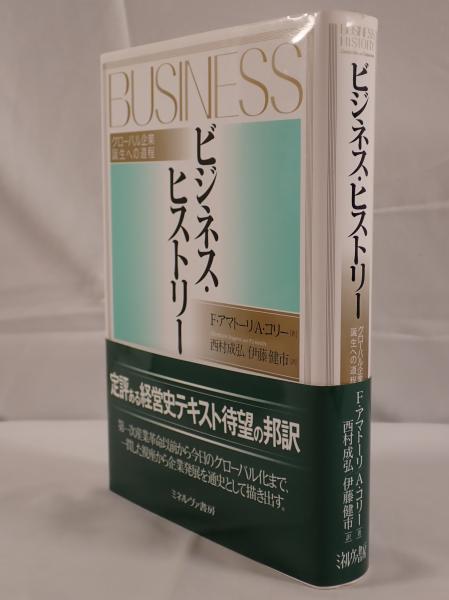 BUSINESS
グローバル企業
誕生への道程
ビジネス・
ヒストリー
F・アマトーリ A・コリー [著]
西村成弘 伊藤健市 [訳]
定評ある経営史テキスト待望の邦訳
第一次産業革命以前から今日のグローバル化まで、
一貫した視座から企業発展を通史として描き出す。
ミネルヴァ書房
BUSINESS
HISTORY
ビジネス・ヒストリー
グローバル企業
誕生への道程
F・アマトーリ A・コリー [著]
西村成弘 伊藤健市 [訳]
ミネルヴァ書房